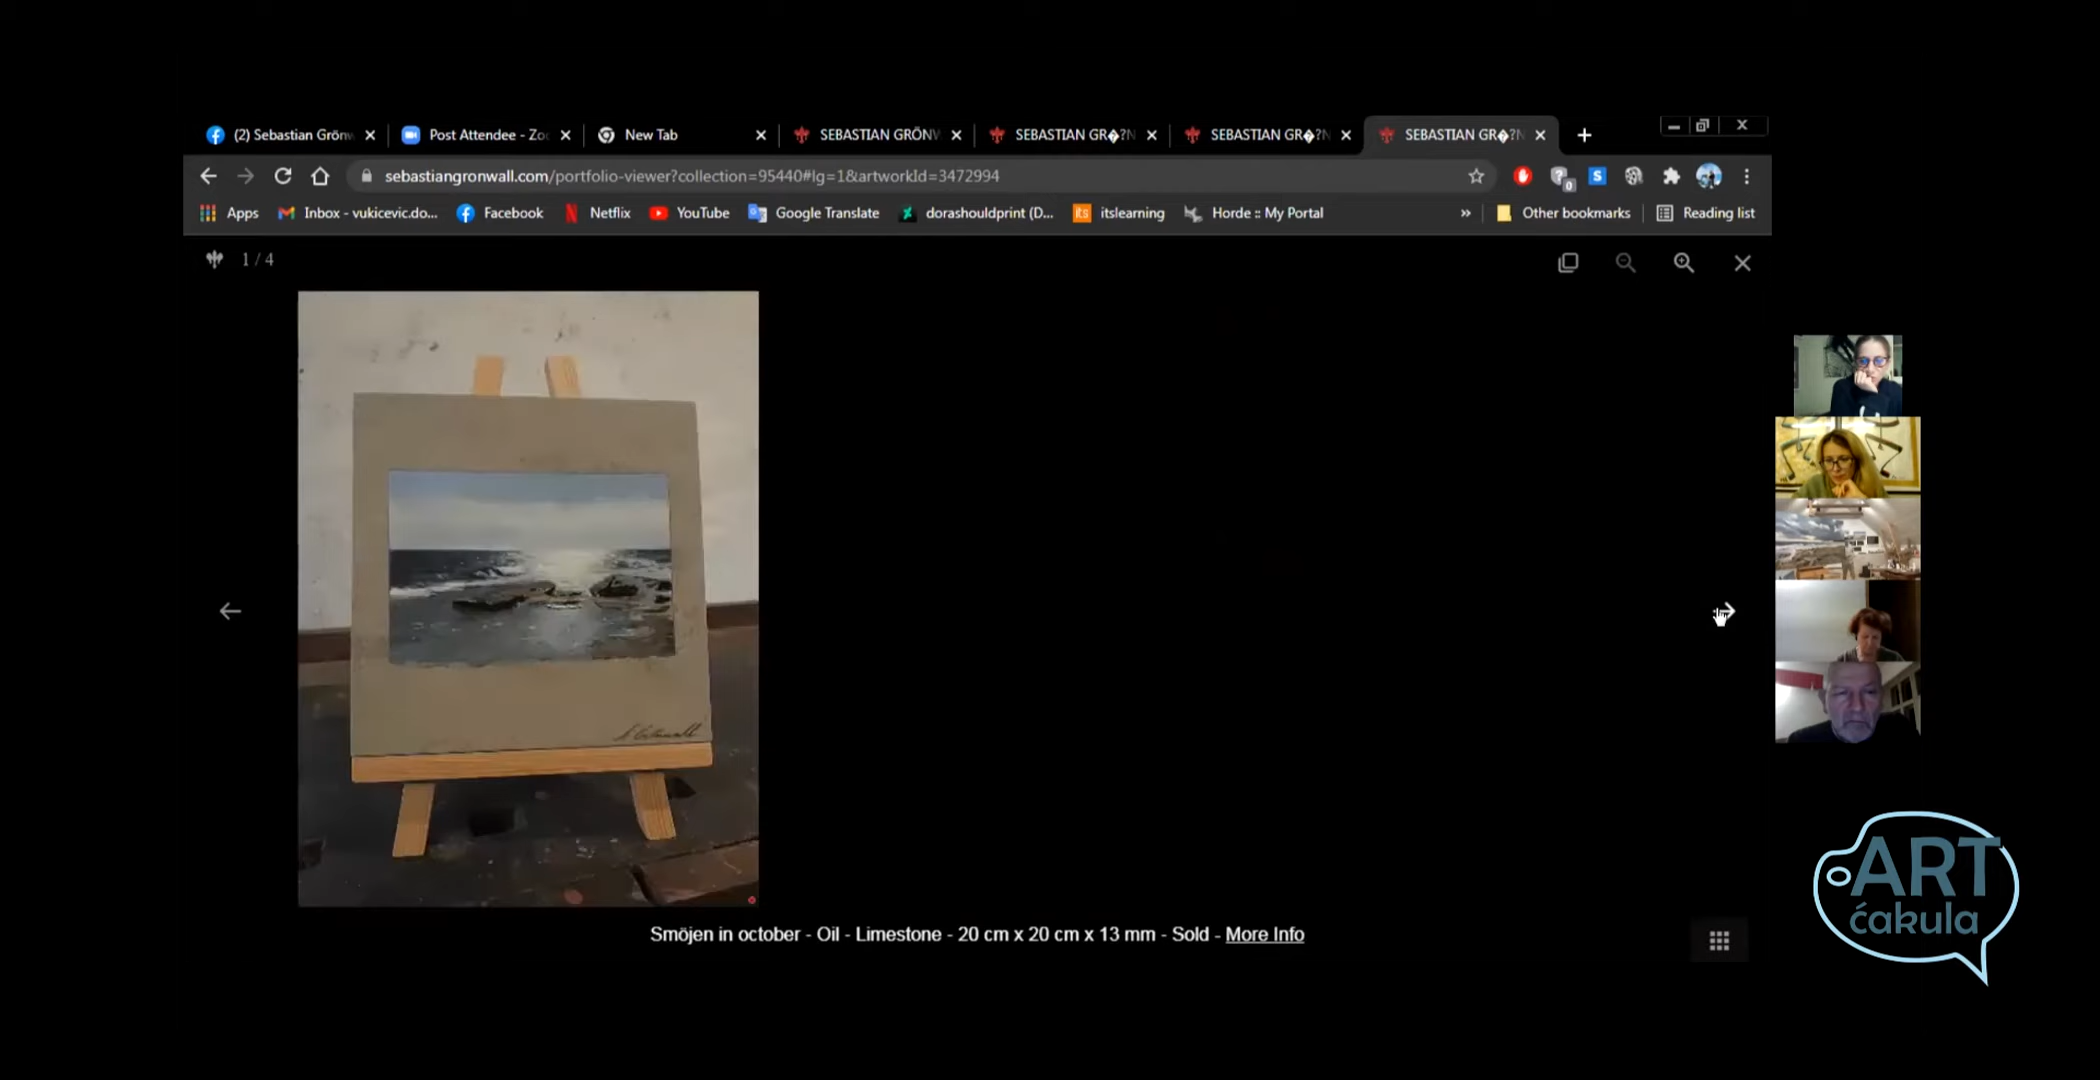 (2) Sebastian Grönw
Post Attendee - Zo
New Tab
SEBASTIAN GRÖNW
SEBASTIAN GR�?N
SEBASTIAN GR�?N
SEBASTIAN GR�?N
sebastiangronwall.com/portfolio-viewer?collection=95440#lg=1&artworkId=3472994
Apps
Inbox - vukicevic.do...
Facebook
Netflix
YouTube
Google Translate
dorashouldprint (D...
its
itslearning
Horde :: My Portal
»
Other bookmarks
Reading list
1 / 4
Smöjen in october - Oil - Limestone - 20 cm x 20 cm x 13 mm - Sold - More Info
ART
ćakula